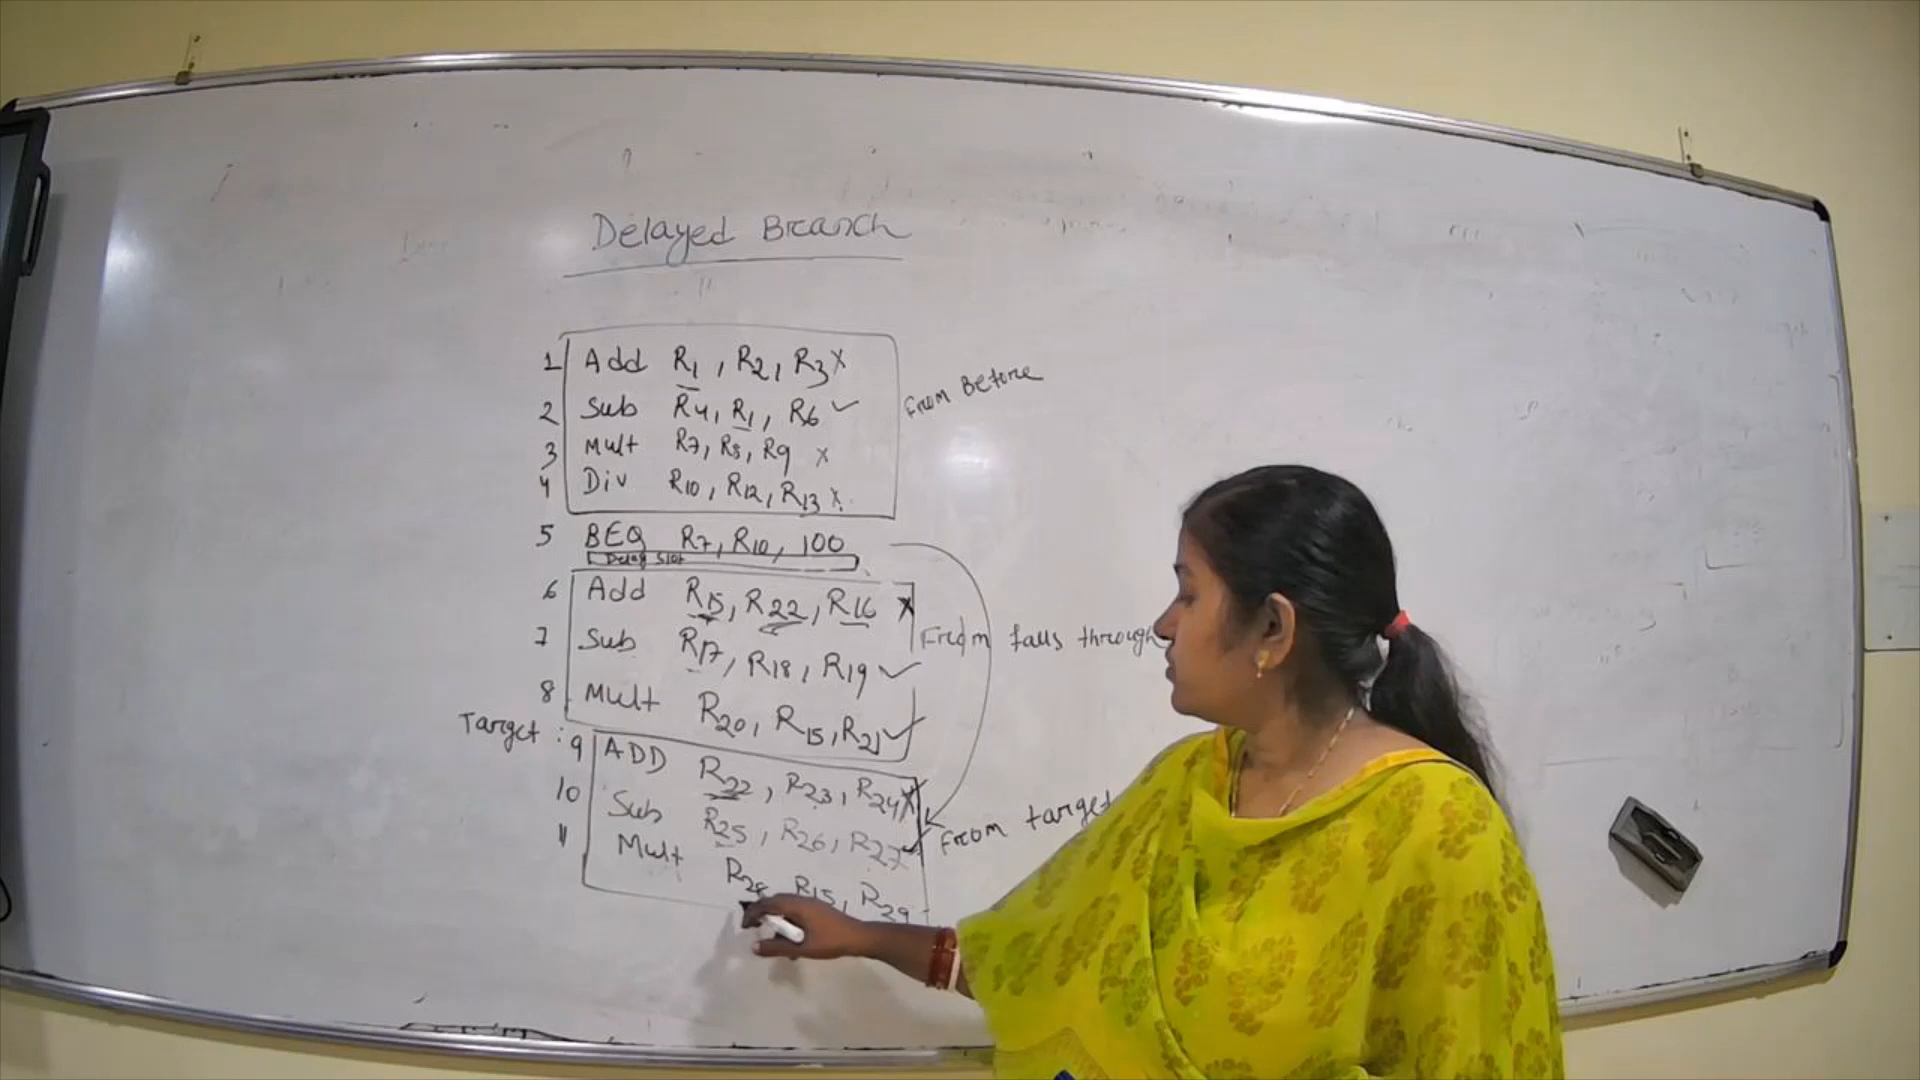 Delayed Branch
1 Add R1, R2, R3 x
2 Sub R4, R1, R6 ✓
3 Mult R7, R8, R9 x
4 Div R10, R12, R13 x
From Before
5 BEQ R7, R10, 100
Delay Slot
6 Add R15, R22, R16 x
7 Sub R17, R18, R19 ✓
8 Mult R20, R15, R21 ✓
From falls through
Target : 9 ADD R22, R23, R24 x
10 Sub R25, R26, R27 ✓
11 Mult R28, R15, R29
From target